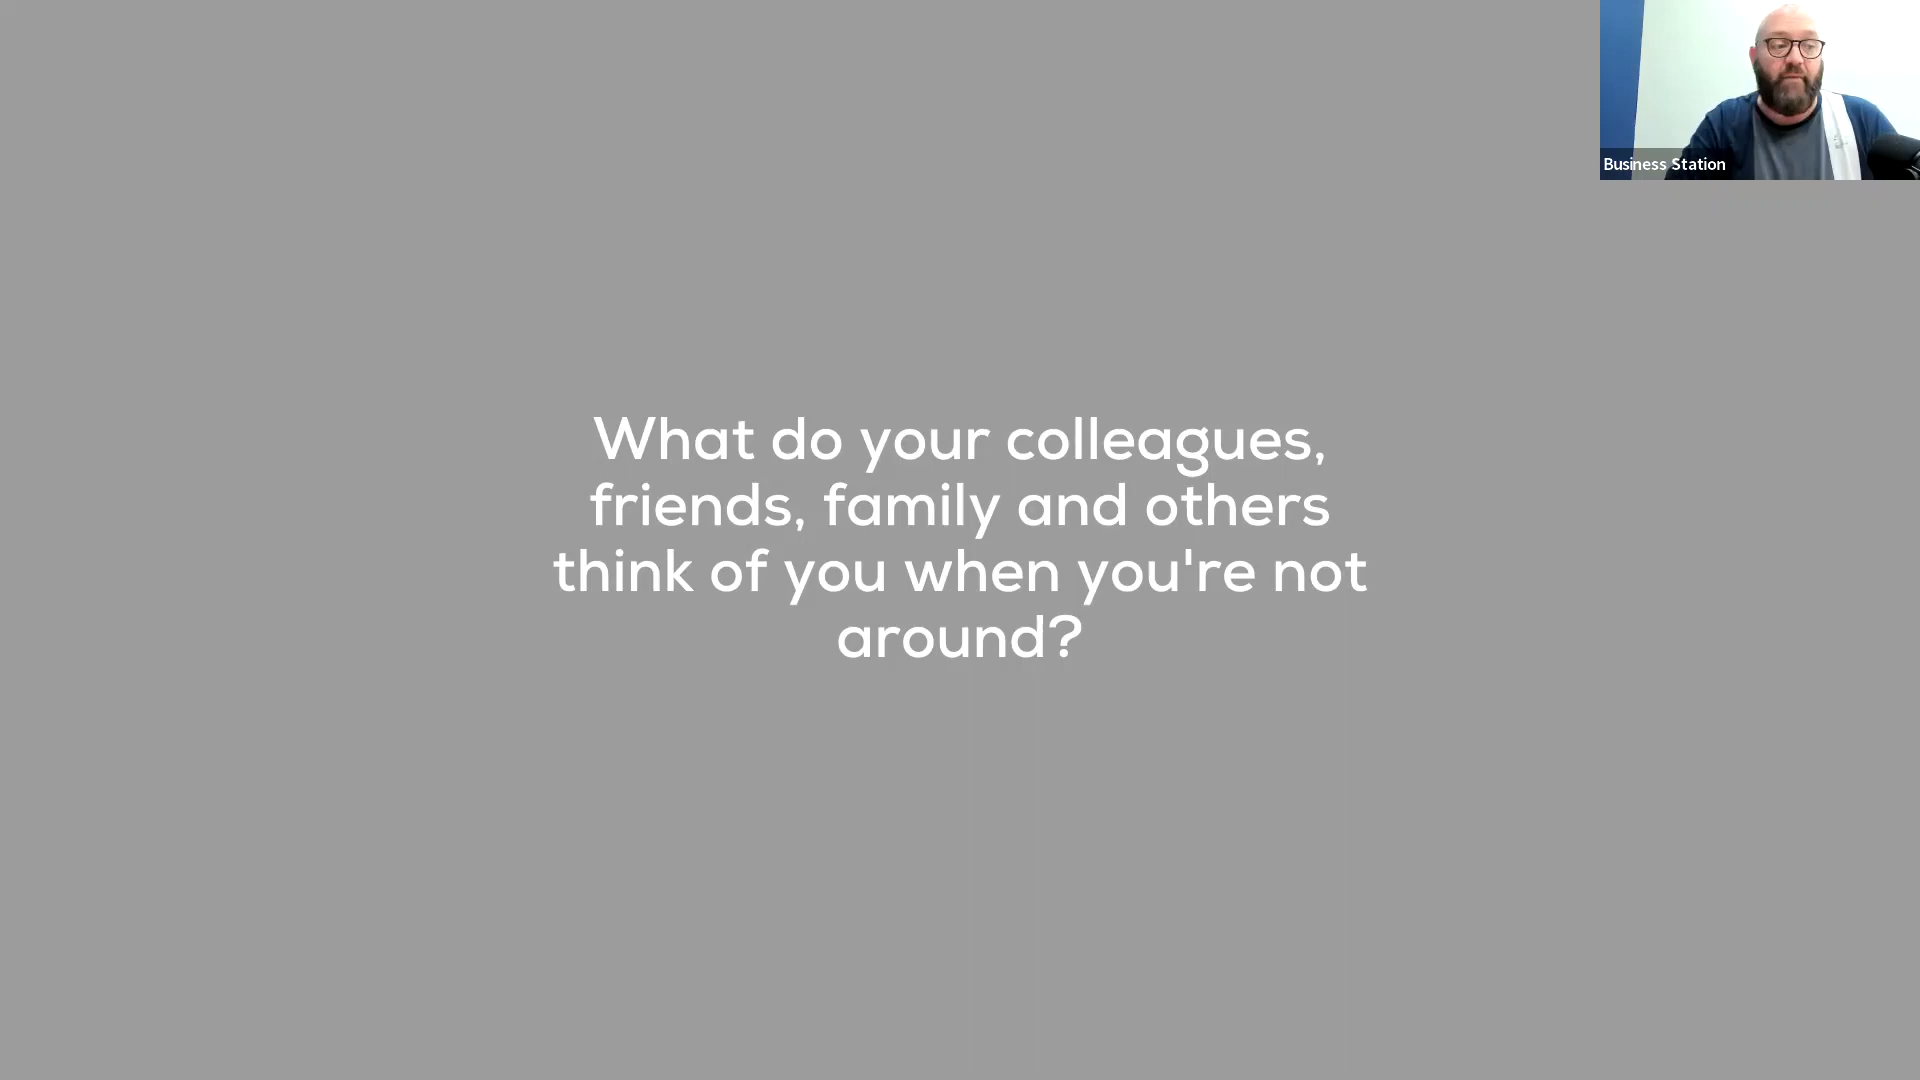 What do your colleagues,
friends, family and others
think of you when you're not
around?
Business Station